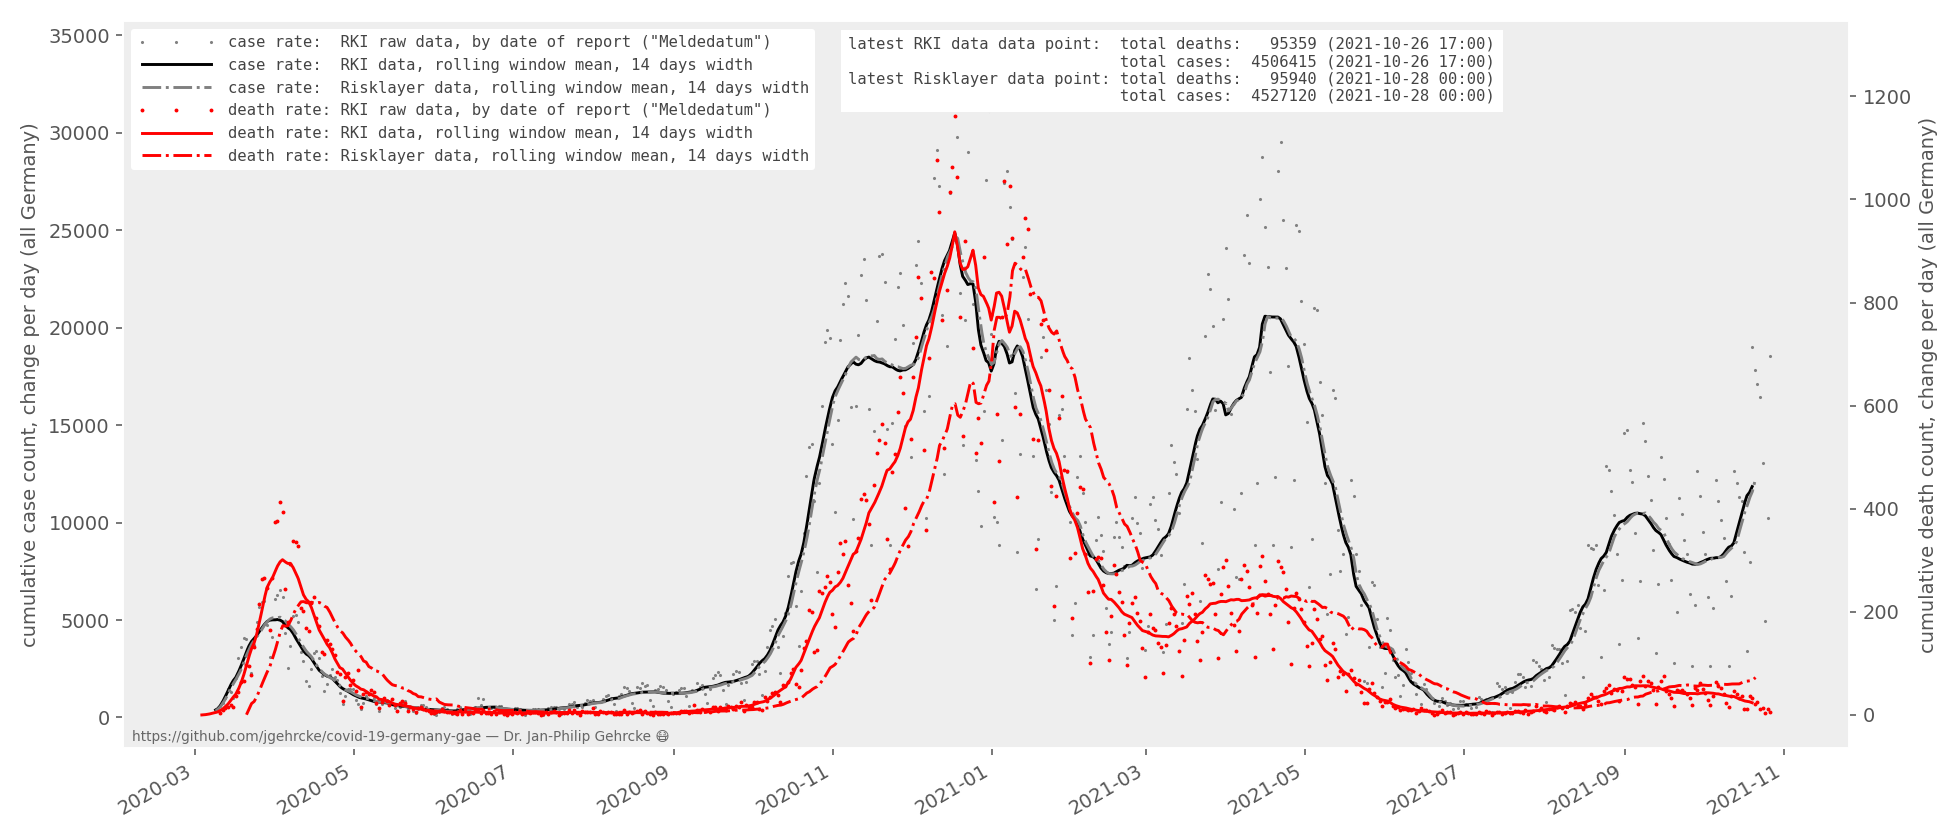 case rate:  RKI raw data, by date of report ("Meldedatum")
case rate:  RKI data, rolling window mean, 14 days width
case rate:  Risklayer data, rolling window mean, 14 days width
death rate: RKI raw data, by date of report ("Meldedatum")
death rate: RKI data, rolling window mean, 14 days width
death rate: Risklayer data, rolling window mean, 14 days width
latest RKI data data point:  total deaths:   95359 (2021-10-26 17:00)
total cases:  4506415 (2021-10-26 17:00)
latest Risklayer data point: total deaths:   95940 (2021-10-28 00:00)
total cases:  4527120 (2021-10-28 00:00)
cumulative case count, change per day (all Germany)
35000
30000
25000
20000
15000
10000
5000
0
1200
1000
800
600
400
200
0
cumulative death count, change per day (all Germany)
https://github.com/jgehrcke/covid-19-germany-gae — Dr. Jan-Philip Gehrcke 😷
2020-03
2020-05
2020-07
2020-09
2020-11
2021-01
2021-03
2021-05
2021-07
2021-09
2021-11